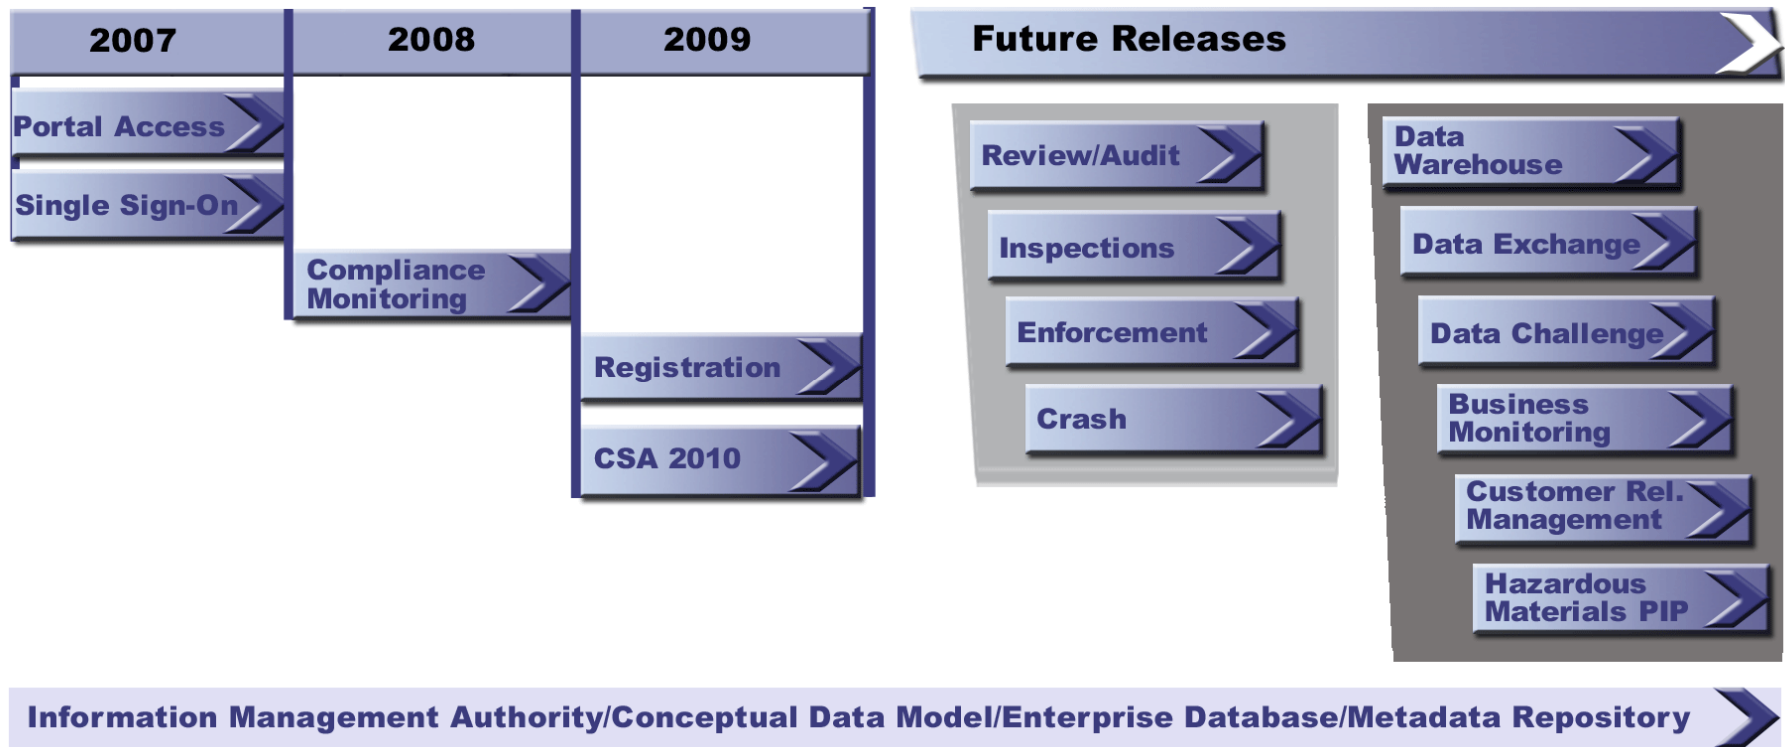 2007
2008
2009
Future Releases
Portal Access
Single Sign-On
Compliance
Monitoring
Registration
CSA 2010
Review/Audit
Inspections
Enforcement
Crash
Data
Warehouse
Data Exchange
Data Challenge
Business
Monitoring
Customer Rel.
Management
Hazardous
Materials PIP
Information Management Authority/Conceptual Data Model/Enterprise Database/Metadata Repository